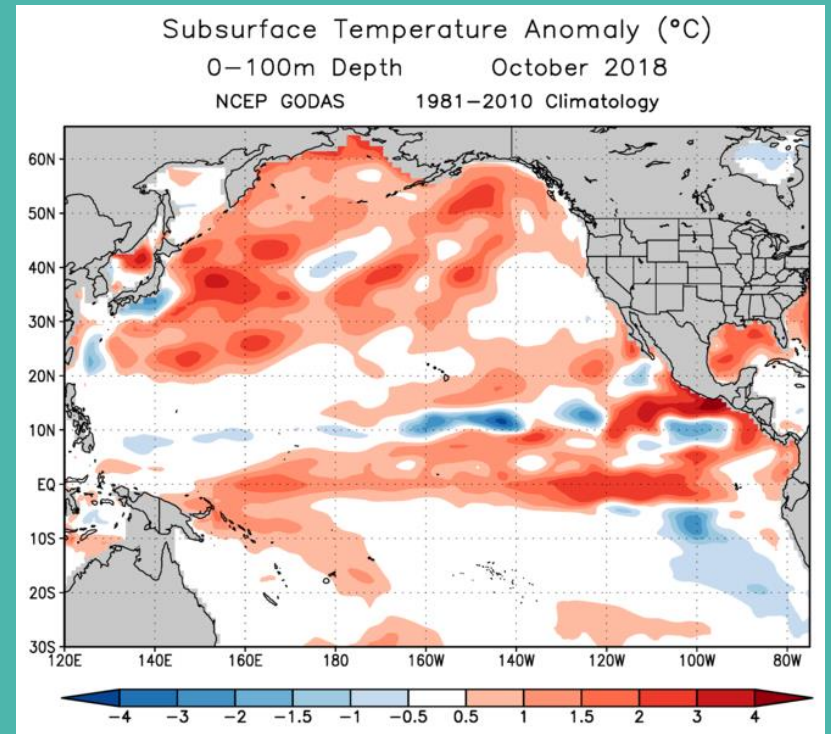 Subsurface Temperature Anomaly (°C)
0-100m Depth October 2018
NCEP GODAS 1981-2010 Climatology
60N
50N
40N
30N
20N
10N
EQ
10S
20S
30S
120E 140E 160E 180 160W 140W 120W 100W 80W
-4 -3 -2 -1.5 -1 -0.5 0.5 1 1.5 2 3 4